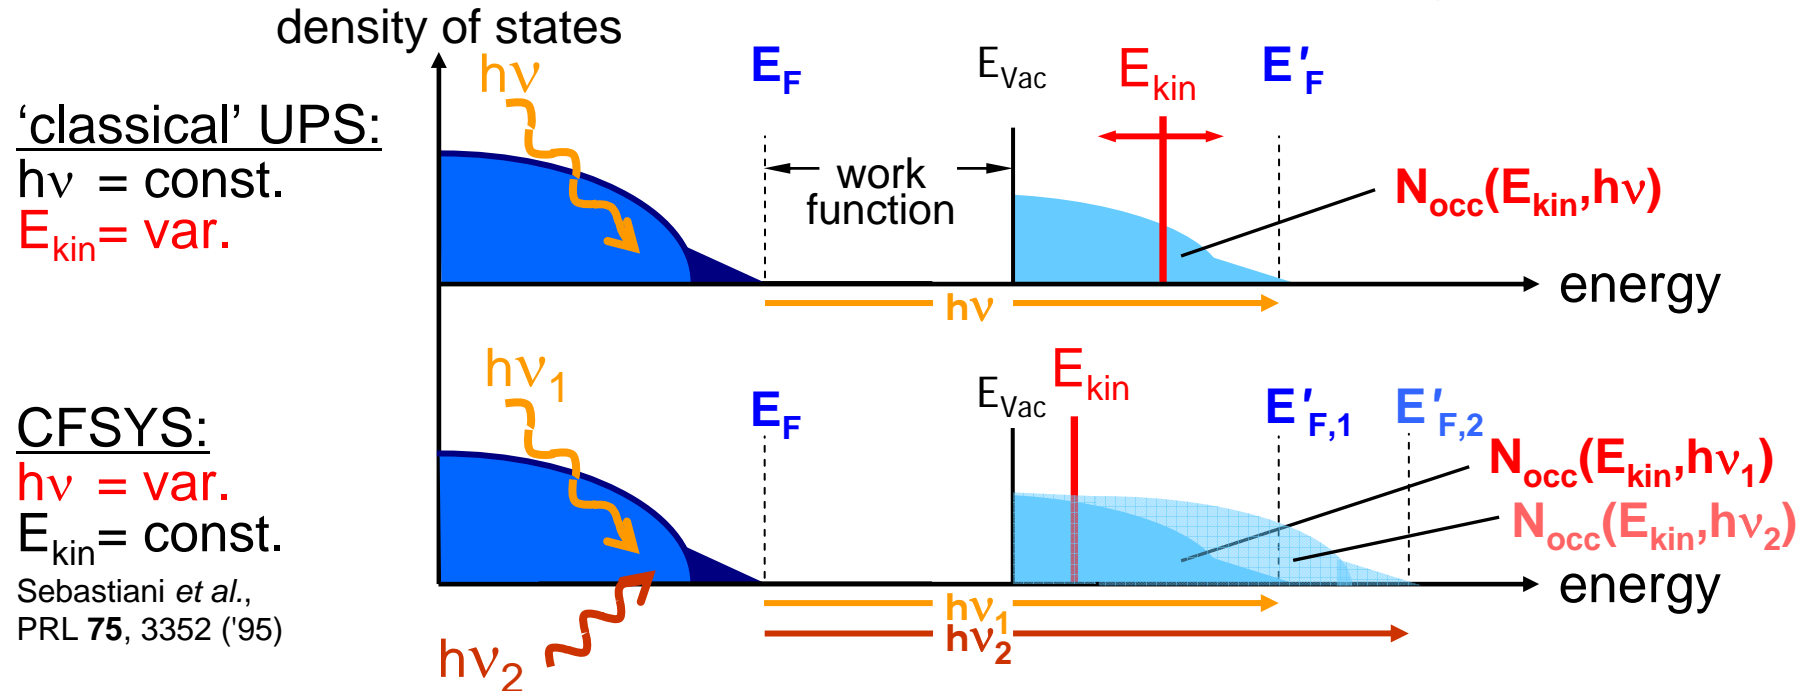 density of states
'classical' UPS:
hν = const.
E_kin = var.
hν
E_F
E_Vac
E_kin
E'_F
work
function
N_occ(E_kin,hν)
energy
hν
CFSYS:
hν = var.
E_kin = const.
Sebastiani et al.,
PRL 75, 3352 ('95)
hν_1
E_F
E_Vac
E_kin
E'_F,1
E'_F,2
N_occ(E_kin,hν_1)
N_occ(E_kin,hν_2)
energy
hν_1
hν_2
hν_2